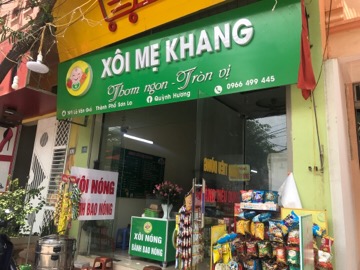 XÔI MẸ KHANG
Thơm ngon - Tròn vị
Thành Phố Sơn La
Quỳnh Hương
0966 499 445
XÔI NÓNG
BÁNH BAO NÓNG
XÔI NÓNG
BÁNH BAO NÓNG